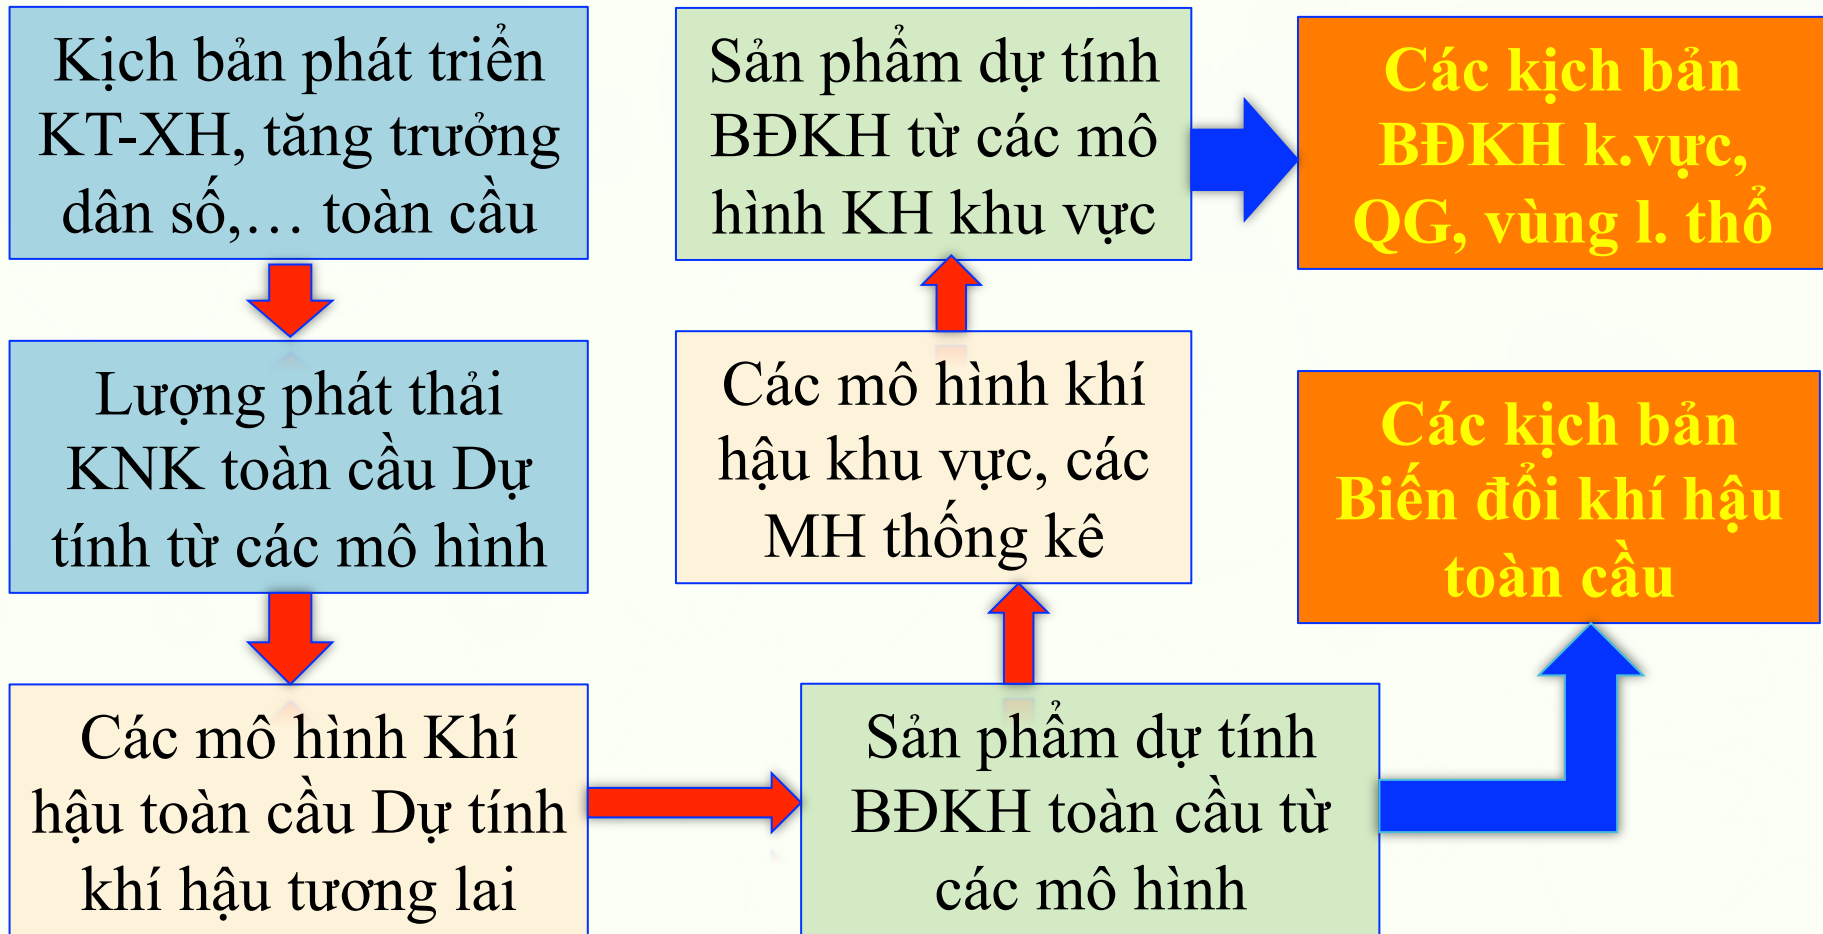 Kịch bản phát triển
KT-XH, tăng trưởng
dân số,… toàn cầu
Lượng phát thải
KNK toàn cầu Dự
tính từ các mô hình
Các mô hình Khí
hậu toàn cầu Dự tính
khí hậu tương lai
Sản phẩm dự tính
BĐKH toàn cầu từ
các mô hình
Các mô hình khí
hậu khu vực, các
MH thống kê
Sản phẩm dự tính
BĐKH từ các mô
hình KH khu vực
Các kịch bản
BĐKH k.vực,
QG, vùng l. thổ
Các kịch bản
Biến đổi khí hậu
toàn cầu